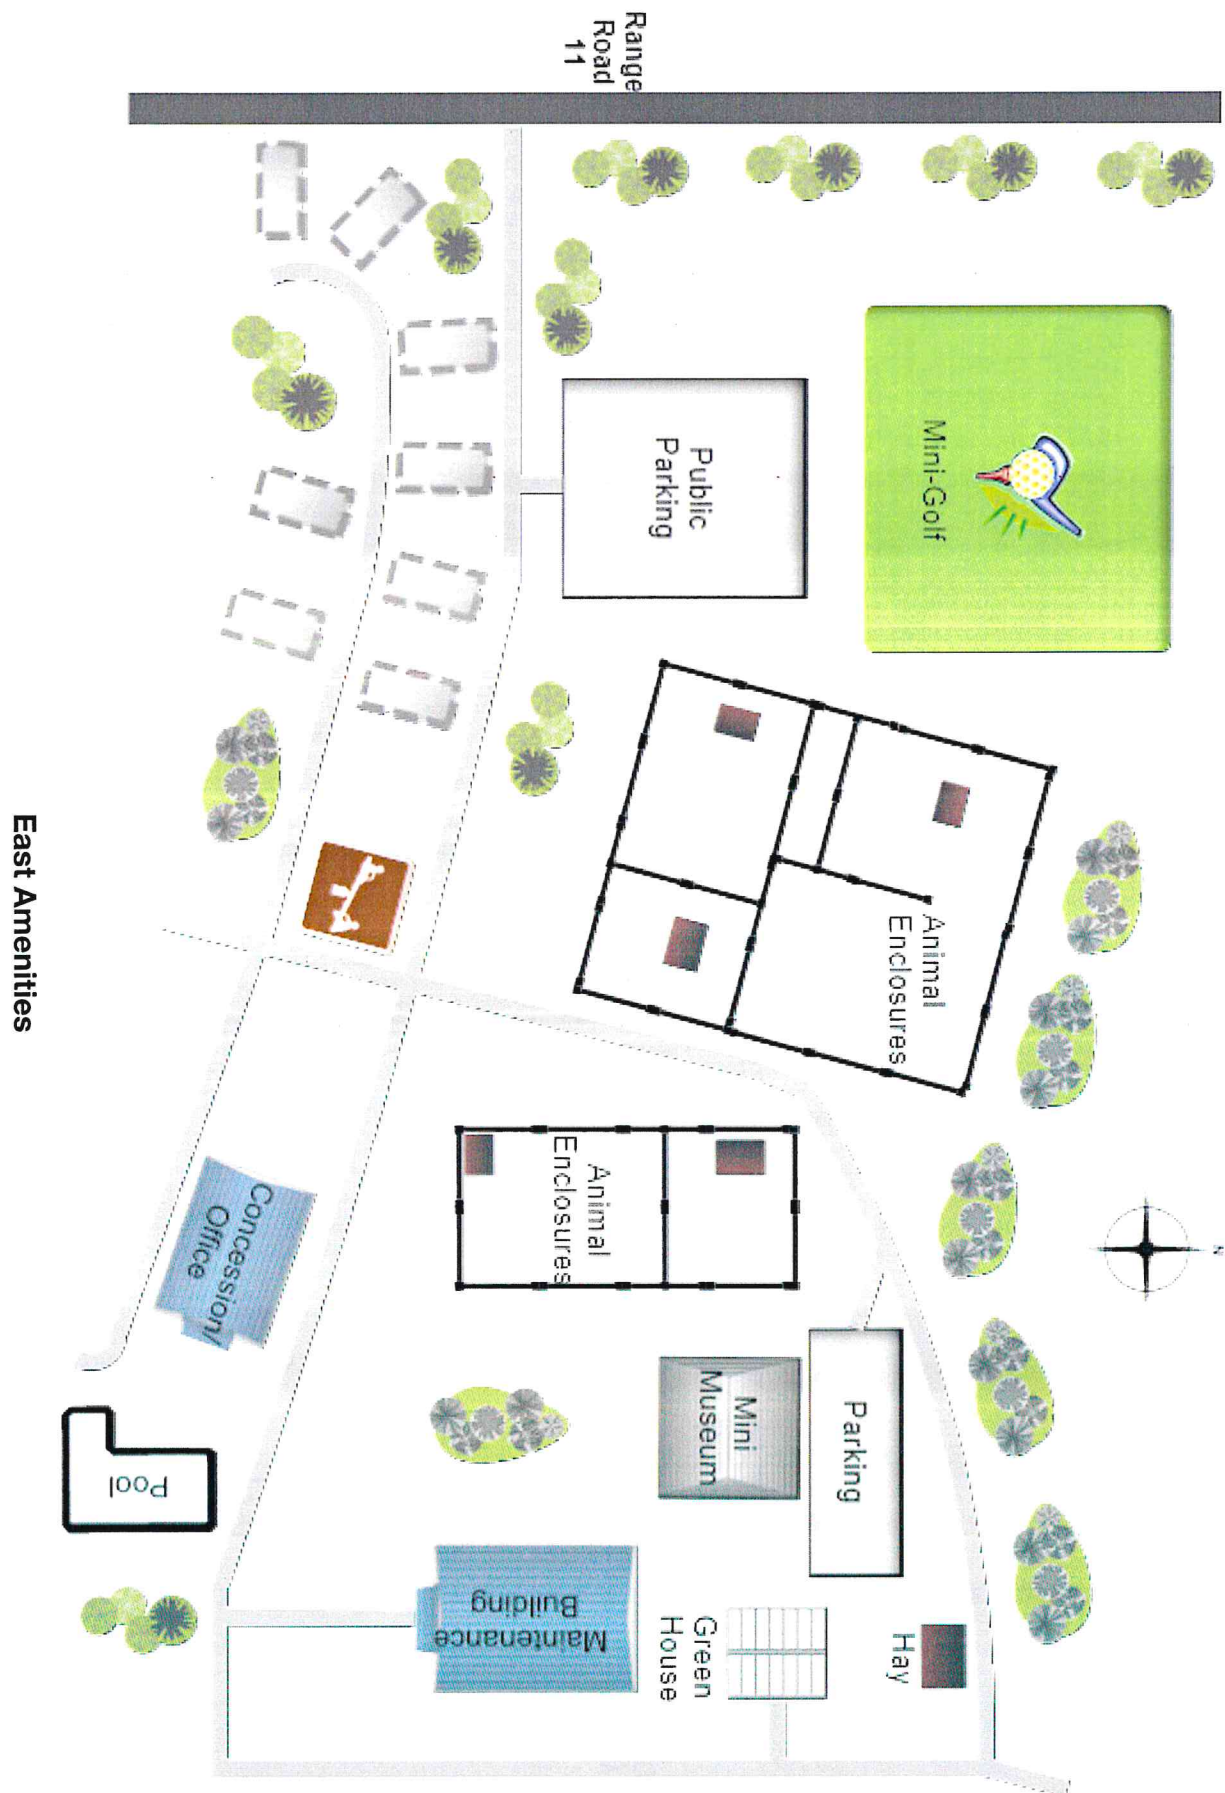 Range
Road
11
Mini-Golf
Public
Parking
Animal
Enclosures
N
Animal
Enclosures
Concession/
Office
Parking
Mini
Museum
Pool
Maintenance
Building
Green
House
Hay
East Amenities